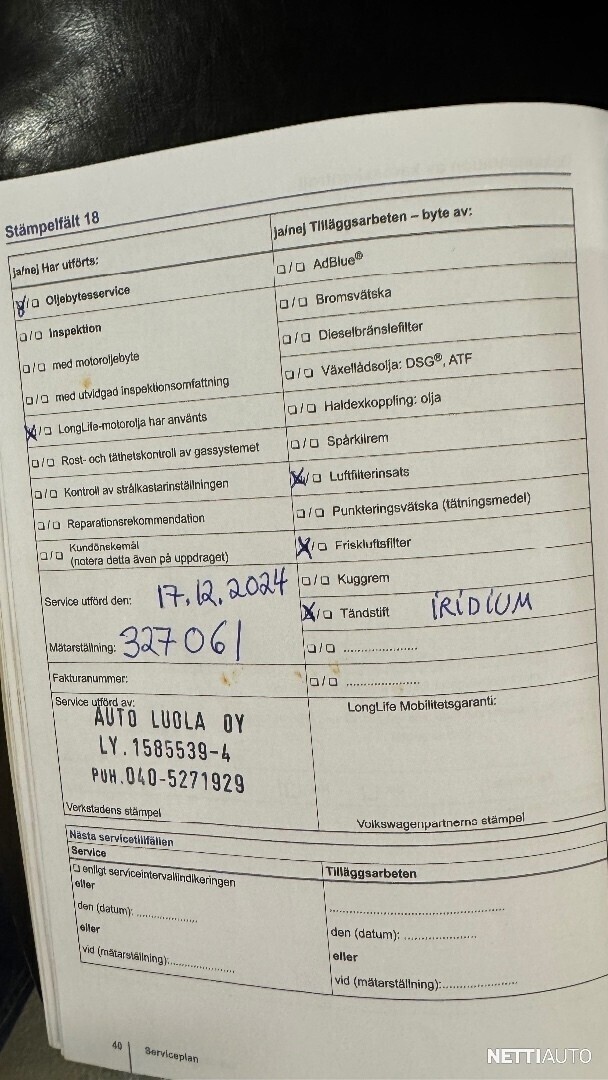 Stämpelfält 18
ja/nej Har utförts:
☒/☐ Oljebytesservice
☐/☐ Inspektion
☐/☐ med motoroljebyte
☐/☐ med utvidgad inspektionsomfattning
☒/☐ LongLife-motorolja har använts
☐/☐ Rost- och täthetskontroll av gassystemet
☐/☐ Kontroll av strålkastarinställningen
☐/☐ Reparationsrekommendation
☐/☐ Kundönskemål
(notera detta även på uppdraget)
Service utförd den: 17.12.2024
Mätarställning: 327061
Fakturanummer:
Service utförd av:
AUTO LUOLA OY
LY.1585539-4
PUH.040-5271929
Verkstadens stämpel
ja/nej Tilläggsarbeten – byte av:
☐/☐ AdBlue®
☐/☐ Bromsvätska
☐/☐ Dieselbränslefilter
☐/☐ Växellådsolja: DSG®, ATF
☐/☐ Haldexkoppling: olja
☐/☐ Spårkilrem
☒/☐ Luftfilterinsats
☐/☐ Punkteringsvätska (tätningsmedel)
☒/☐ Friskluftsfilter
☐/☐ Kuggrem
☒/☐ Tändstift IRIDIUM
☐/☐ ....................
☐/☐ ....................
LongLife Mobilitetsgaranti:
Volkswagenpartnerns stämpel
Nästa servicetillfällen
Service
☐ enligt serviceintervallindikeringen
eller
den (datum): ................
eller
vid (mätarställning):.................
Tilläggsarbeten
................................................
den (datum): ....................
eller
vid (mätarställning):....................
40
Serviceplan
NETTIAUTO